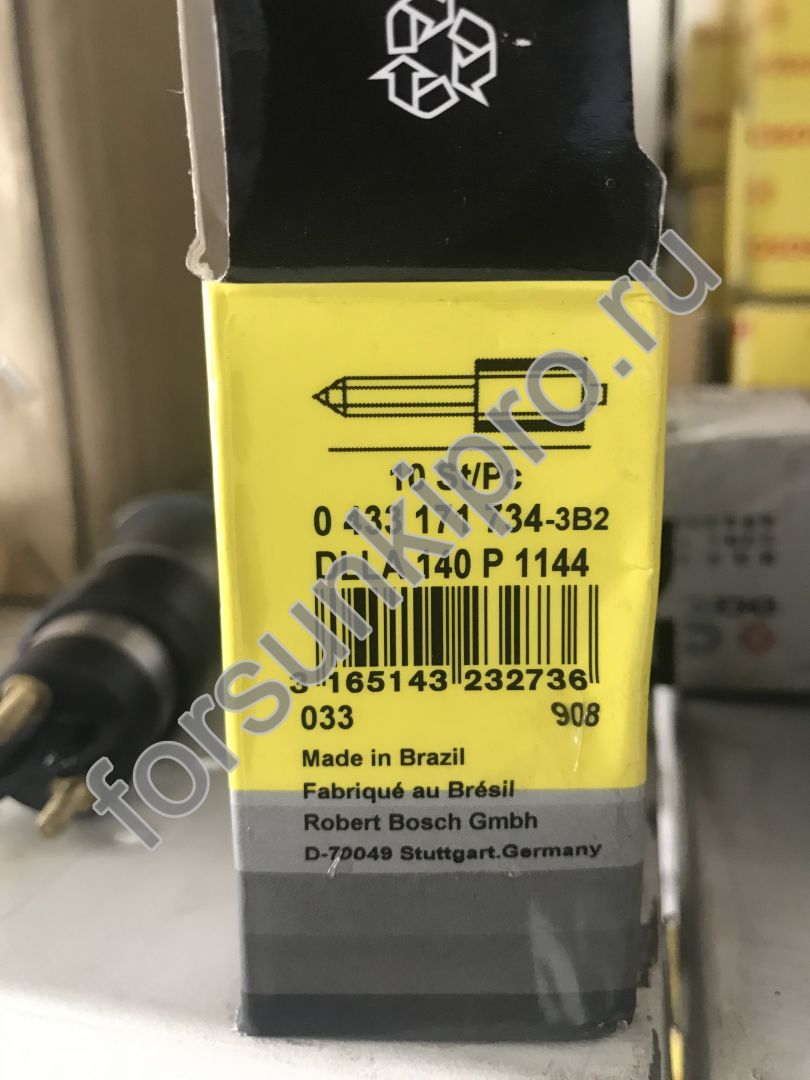 10 St/Pc
0 433 171 734-3B2
DLLA 140 P 1144
3 165143 232736
033 908
Made in Brazil
Fabriqué au Brésil
Robert Bosch Gmbh
D-70049 Stuttgart.Germany
forsunkipro.ru